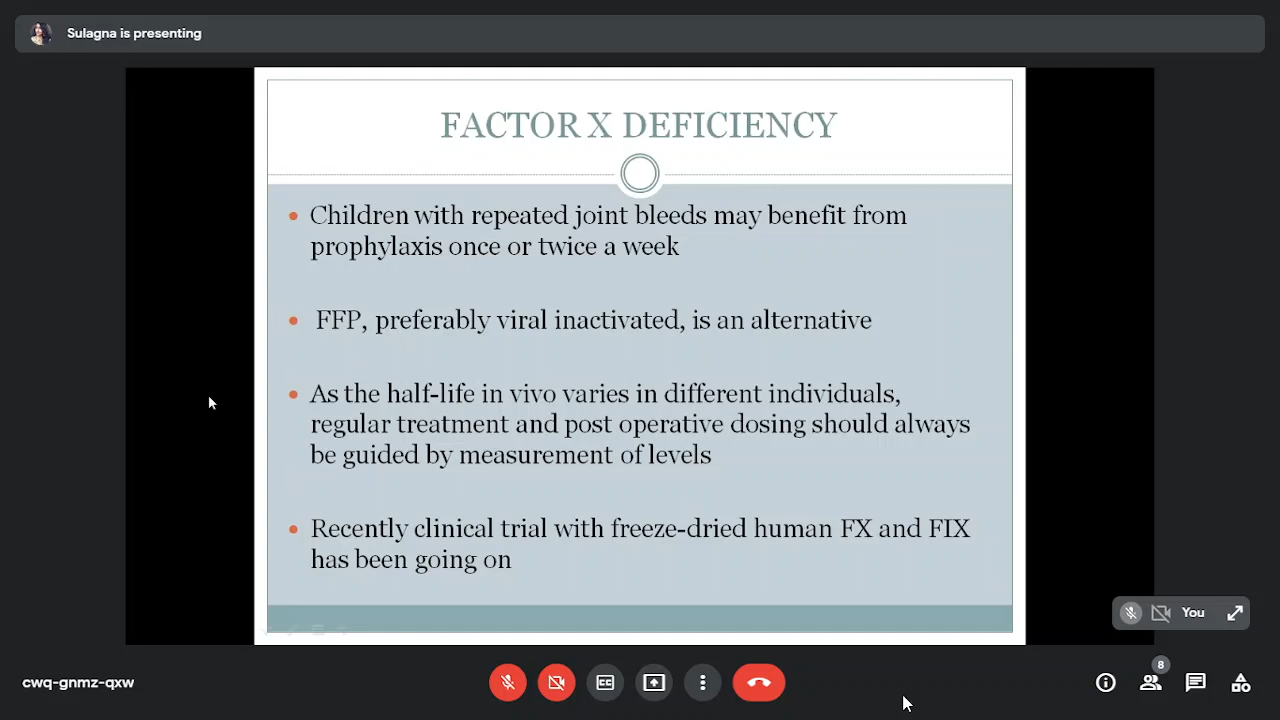 Sulagna is presenting
FACTOR X DEFICIENCY
• Children with repeated joint bleeds may benefit from
prophylaxis once or twice a week
• FFP, preferably viral inactivated, is an alternative
• As the half-life in vivo varies in different individuals,
regular treatment and post operative dosing should always
be guided by measurement of levels
• Recently clinical trial with freeze-dried human FX and FIX
has been going on
You
cwq-gnmz-qxw
CC
8